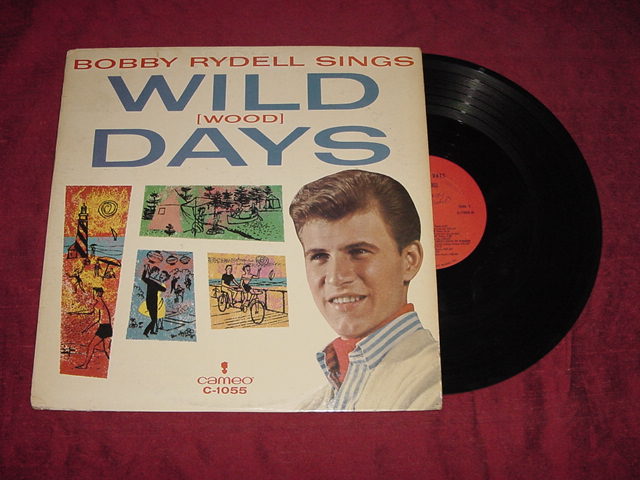 BOBBY RYDELL SINGS
WILD
[WOOD]
DAYS
cameo
C-1055